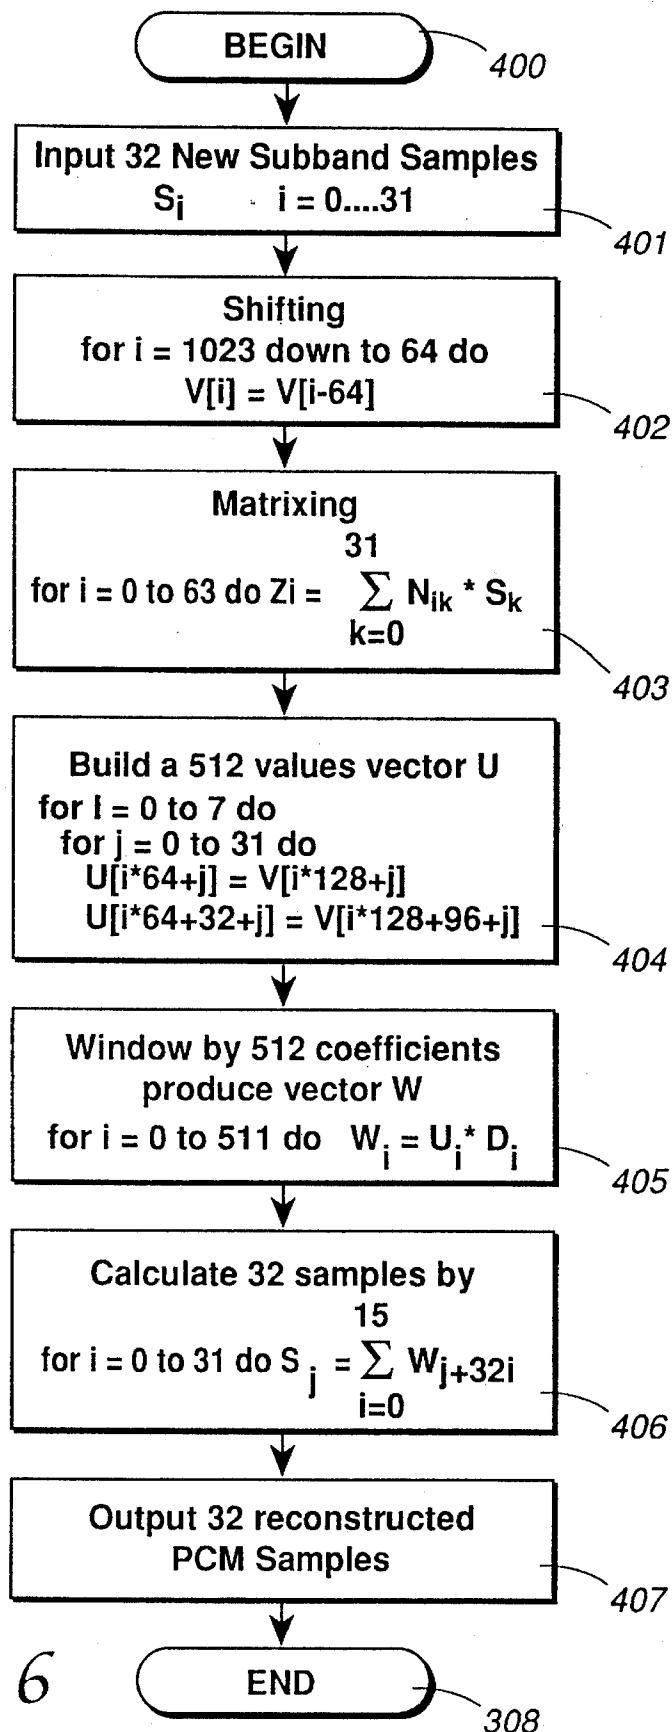 BEGIN
400
Input 32 New Subband Samples
Si i = 0....31
401
Shifting
for i = 1023 down to 64 do
V[i] = V[i-64]
402
Matrixing
31
for i = 0 to 63 do Zi = Σ Nik * Sk
k=0
403
Build a 512 values vector U
for I = 0 to 7 do
for j = 0 to 31 do
U[i*64+j] = V[i*128+j]
U[i*64+32+j] = V[i*128+96+j]
404
Window by 512 coefficients
produce vector W
for i = 0 to 511 do Wi = Ui* Di
405
Calculate 32 samples by
15
for i = 0 to 31 do Sj = Σ Wj+32i
i=0
406
Output 32 reconstructed
PCM Samples
407
6
END
308